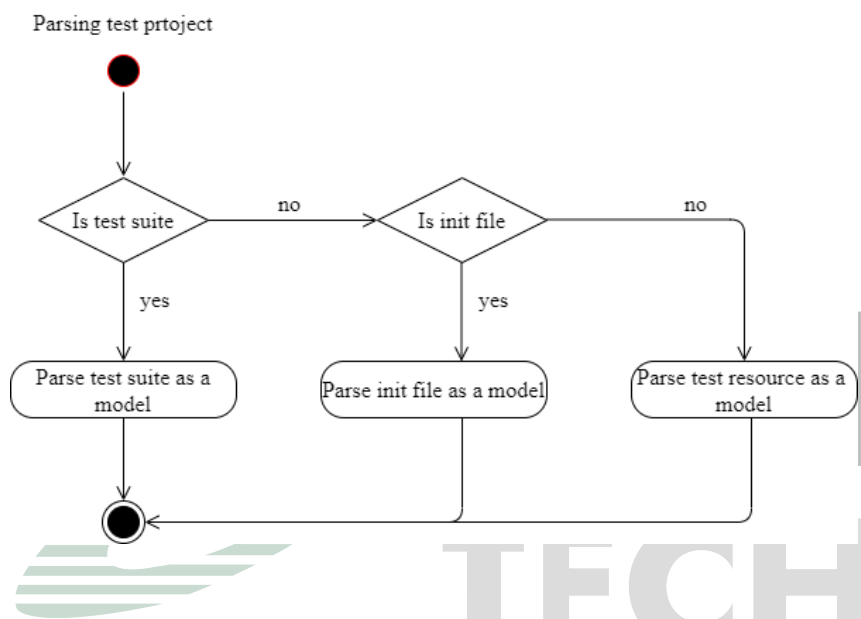 Parsing test prtoject
Is test suite
no
Is init file
no
yes
yes
Parse test suite as a
model
Parse init file as a model
Parse test resource as a
model
TECH